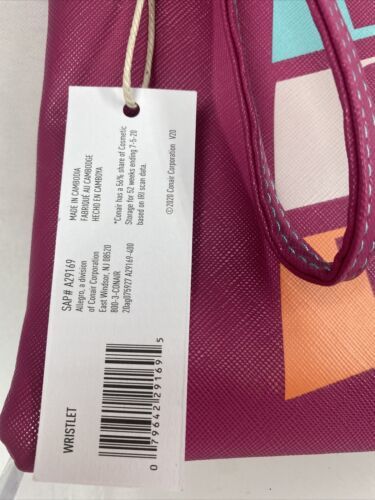 MADE IN CAMBODIA
FABRIQUÉ AU CAMBODGE
HECHO EN CAMBOYA
*Conair has a 56% share of Cosmetic
Storage for 52 weeks ending 7-5-20
based on IRI scan data.
©2020 Conair Corporation V20
SAP# A29169
Allegro, a division
of Conair Corporation
East Windsor, NJ 08520
800-3-CONAIR
20ag075927 A29169-400
WRISTLET
0 79642 29169 5